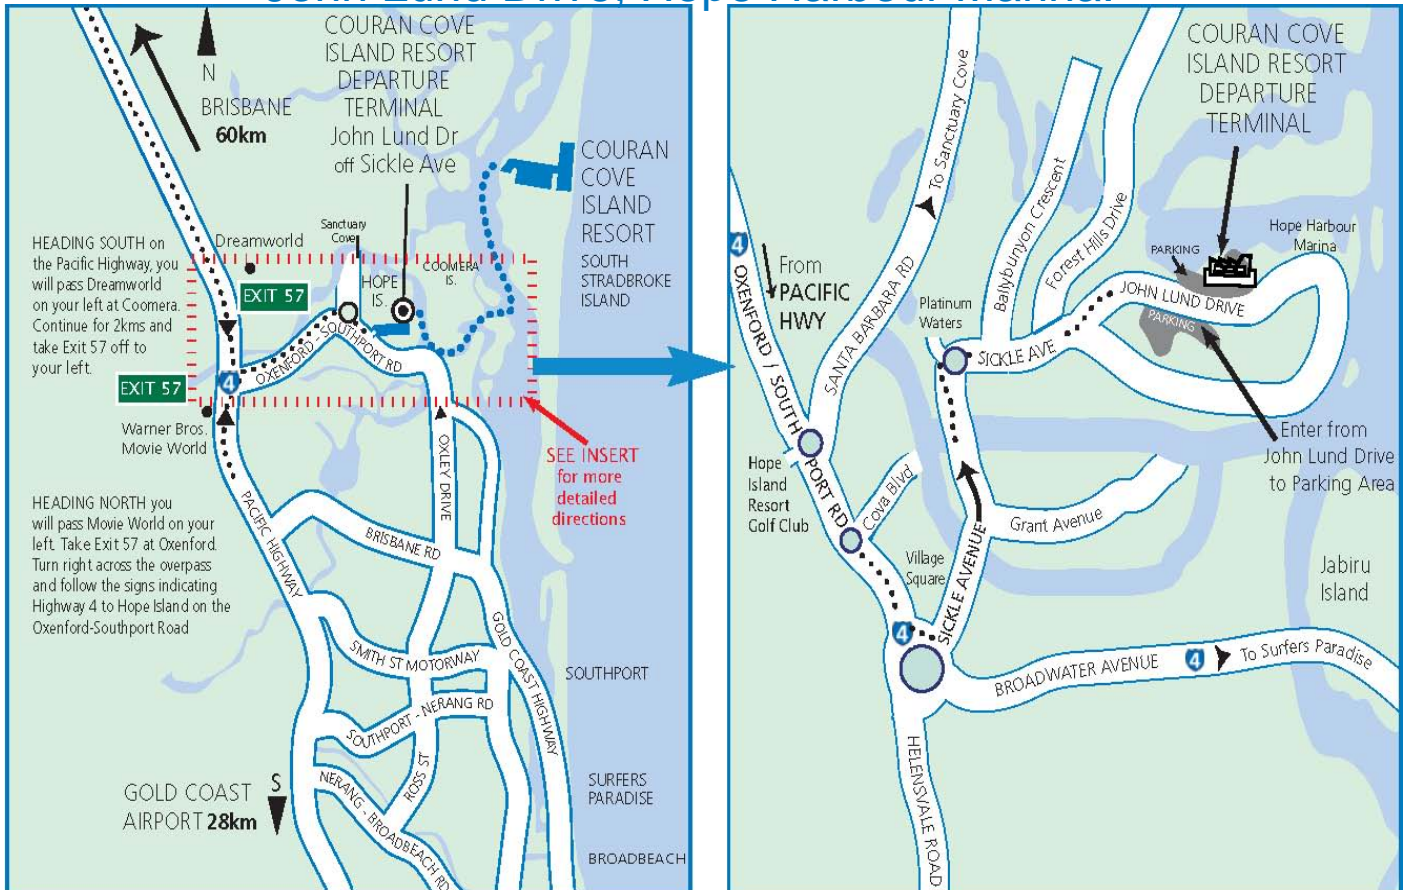 John Lund Drive, Hope Harbour Marina.
N
BRISBANE
60km
COURAN COVE
ISLAND RESORT
DEPARTURE
TERMINAL
John Lund Dr
off Sickle Ave
COURAN
COVE
ISLAND
RESORT
SOUTH
STRADBROKE
ISLAND
HEADING SOUTH on
the Pacific Highway, you
will pass Dreamworld
on your left at Coomera.
Continue for 2kms and
take Exit 57 off to
your left.
Dreamworld
Sanctuary
Cove
HOPE
IS.
COOMERA
IS.
EXIT 57
EXIT 57
4
OXENFORD - SOUTHPORT RD
Warner Bros.
Movie World
SEE INSERT
for more
detailed
directions
HEADING NORTH you
will pass Movie World on your
left. Take Exit 57 at Oxenford.
Turn right across the overpass
and follow the signs indicating
Highway 4 to Hope Island on the
Oxenford-Southport Road
PACIFIC HIGHWAY
OXLEY DRIVE
BRISBANE RD
GOLD COAST HIGHWAY
SMITH ST MOTORWAY
SOUTHPORT
SOUTHPORT - NERANG RD
ROSS ST
NERANG - BROADBEACH RD
GOLD COAST
AIRPORT 28km
S
SURFERS
PARADISE
BROADBEACH
COURAN COVE
ISLAND RESORT
DEPARTURE
TERMINAL
To Sanctuary Cove
SANTA BARBARA RD
4
OXENFORD / SOUTHPORT RD
From
PACIFIC
HWY
Ballybunyon Crescent
Forest Hills Drive
Hope Harbour
Marina
PARKING
JOHN LUND DRIVE
PARKING
Platinum
Waters
SICKLE AVE
Enter from
John Lund Drive
to Parking Area
Hope
Island
Resort
Golf Club
Cova Blvd
Grant Avenue
Village
Square
SICKLE AVENUE
Jabiru
Island
4
BROADWATER AVENUE
4
To Surfers Paradise
HELENSVALE ROAD